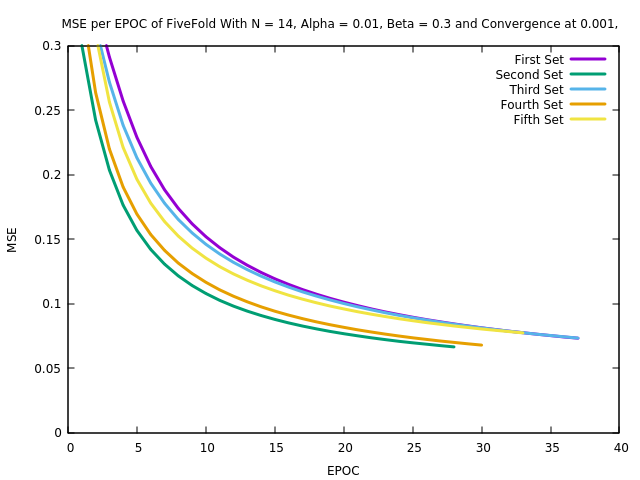 MSE per EPOC of FiveFold With N = 14, Alpha = 0.01, Beta = 0.3 and Convergence at 0.001,
0.3
0.25
0.2
0.15
0.1
0.05
0
MSE
First Set
Second Set
Third Set
Fourth Set
Fifth Set
0 5 10 15 20 25 30 35 40
EPOC